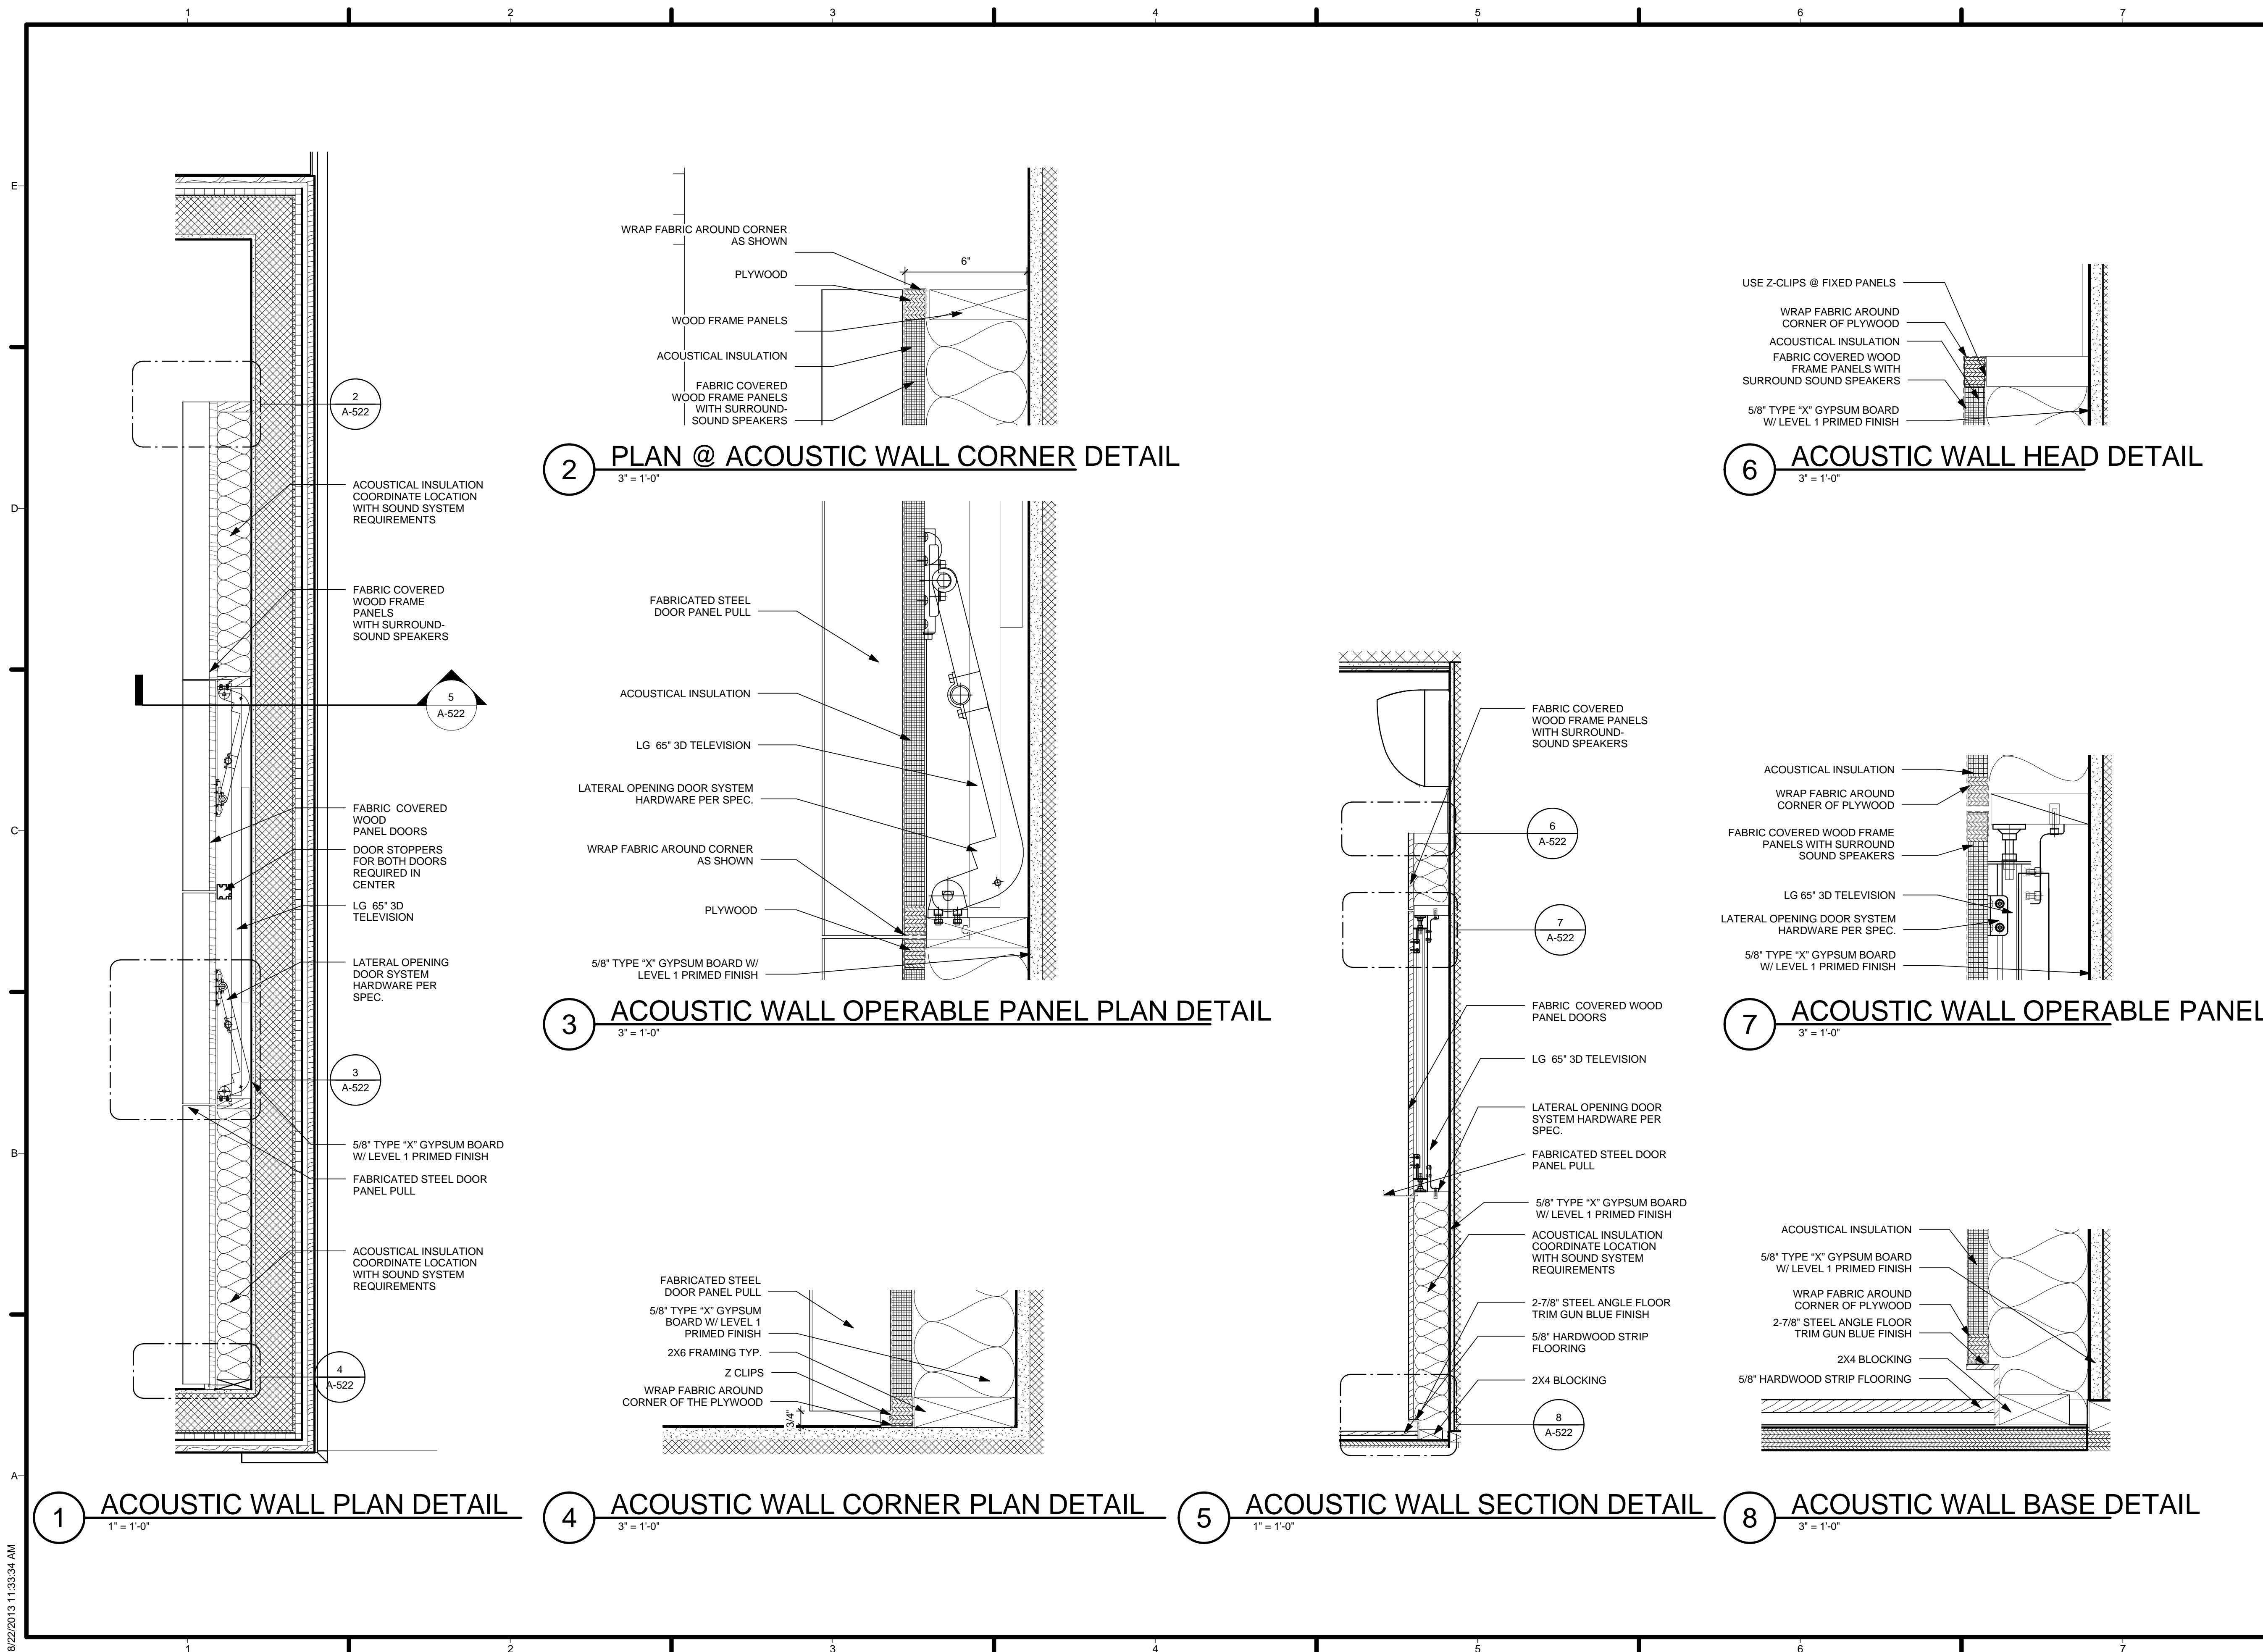 1 2 3 4 5 6 7
E
D
C
B
A
2
A-522
ACOUSTICAL INSULATION
COORDINATE LOCATION
WITH SOUND SYSTEM
REQUIREMENTS
FABRIC COVERED
WOOD FRAME
PANELS
WITH SURROUND-
SOUND SPEAKERS
5
A-522
FABRIC COVERED
WOOD
PANEL DOORS
DOOR STOPPERS
FOR BOTH DOORS
REQUIRED IN
CENTER
LG 65" 3D
TELEVISION
LATERAL OPENING
DOOR SYSTEM
HARDWARE PER
SPEC.
3
A-522
5/8" TYPE “X” GYPSUM BOARD
W/ LEVEL 1 PRIMED FINISH
FABRICATED STEEL DOOR
PANEL PULL
ACOUSTICAL INSULATION
COORDINATE LOCATION
WITH SOUND SYSTEM
REQUIREMENTS
4
A-522
1 ACOUSTIC WALL PLAN DETAIL
1" = 1'-0"
WRAP FABRIC AROUND CORNER
AS SHOWN
6"
PLYWOOD
WOOD FRAME PANELS
ACOUSTICAL INSULATION
FABRIC COVERED
WOOD FRAME PANELS
WITH SURROUND-
SOUND SPEAKERS
2 PLAN @ ACOUSTIC WALL CORNER DETAIL
3" = 1'-0"
FABRICATED STEEL
DOOR PANEL PULL
ACOUSTICAL INSULATION
LG 65" 3D TELEVISION
LATERAL OPENING DOOR SYSTEM
HARDWARE PER SPEC.
WRAP FABRIC AROUND CORNER
AS SHOWN
PLYWOOD
5/8" TYPE “X” GYPSUM BOARD W/
LEVEL 1 PRIMED FINISH
3 ACOUSTIC WALL OPERABLE PANEL PLAN DETAIL
3" = 1'-0"
FABRICATED STEEL
DOOR PANEL PULL
5/8" TYPE “X” GYPSUM
BOARD W/ LEVEL 1
PRIMED FINISH
2X6 FRAMING TYP.
Z CLIPS
WRAP FABRIC AROUND
CORNER OF THE PLYWOOD
3/4"
4 ACOUSTIC WALL CORNER PLAN DETAIL
3" = 1'-0"
FABRIC COVERED
WOOD FRAME PANELS
WITH SURROUND-
SOUND SPEAKERS
6
A-522
7
A-522
FABRIC COVERED WOOD
PANEL DOORS
LG 65" 3D TELEVISION
LATERAL OPENING DOOR
SYSTEM HARDWARE PER
SPEC.
FABRICATED STEEL DOOR
PANEL PULL
5/8" TYPE “X” GYPSUM BOARD
W/ LEVEL 1 PRIMED FINISH
ACOUSTICAL INSULATION
COORDINATE LOCATION
WITH SOUND SYSTEM
REQUIREMENTS
2-7/8" STEEL ANGLE FLOOR
TRIM GUN BLUE FINISH
5/8" HARDWOOD STRIP
FLOORING
2X4 BLOCKING
8
A-522
5 ACOUSTIC WALL SECTION DETAIL
1" = 1'-0"
USE Z-CLIPS @ FIXED PANELS
WRAP FABRIC AROUND
CORNER OF PLYWOOD
ACOUSTICAL INSULATION
FABRIC COVERED WOOD
FRAME PANELS WITH
SURROUND SOUND SPEAKERS
5/8" TYPE “X” GYPSUM BOARD
W/ LEVEL 1 PRIMED FINISH
6 ACOUSTIC WALL HEAD DETAIL
3" = 1'-0"
ACOUSTICAL INSULATION
WRAP FABRIC AROUND
CORNER OF PLYWOOD
FABRIC COVERED WOOD FRAME
PANELS WITH SURROUND
SOUND SPEAKERS
LG 65" 3D TELEVISION
LATERAL OPENING DOOR SYSTEM
HARDWARE PER SPEC.
5/8" TYPE “X” GYPSUM BOARD
W/ LEVEL 1 PRIMED FINISH
7 ACOUSTIC WALL OPERABLE PANEL
3" = 1'-0"
ACOUSTICAL INSULATION
5/8" TYPE “X” GYPSUM BOARD
W/ LEVEL 1 PRIMED FINISH
WRAP FABRIC AROUND
CORNER OF PLYWOOD
2-7/8" STEEL ANGLE FLOOR
TRIM GUN BLUE FINISH
2X4 BLOCKING
5/8" HARDWOOD STRIP FLOORING
8 ACOUSTIC WALL BASE DETAIL
3" = 1'-0"
8/22/2013 11:33:34 AM
1 2 3 4 5 6 7